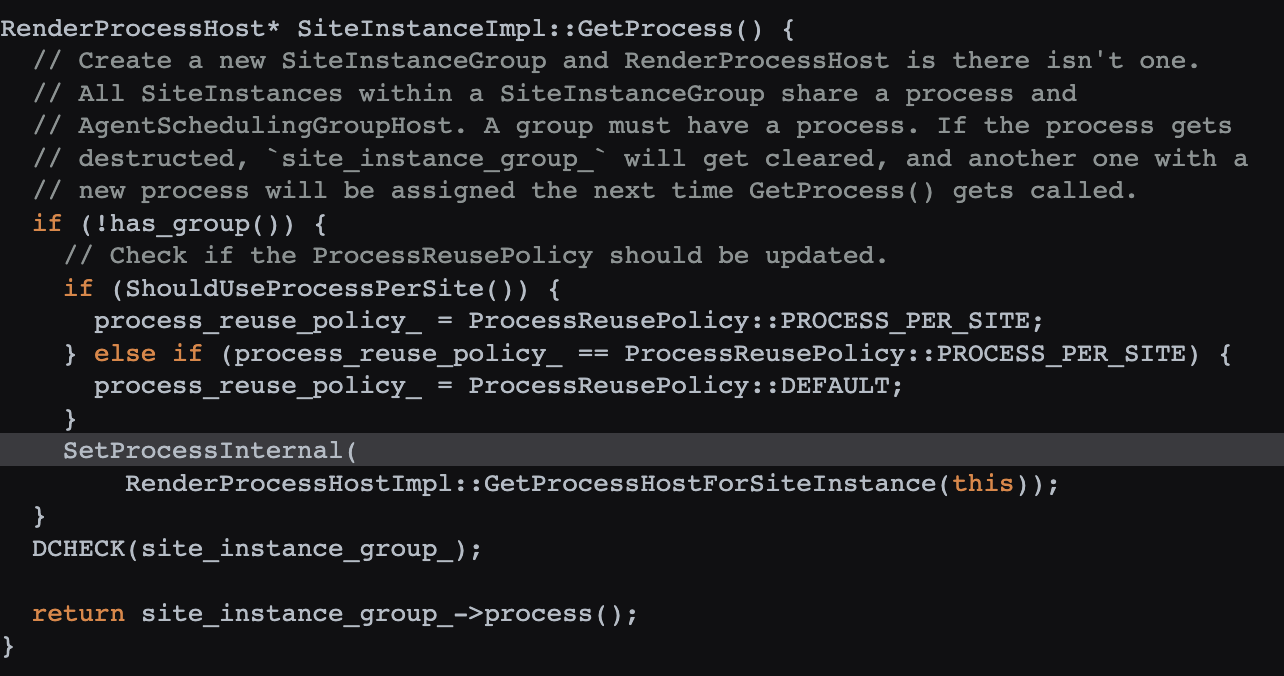 RenderProcessHost* SiteInstanceImpl::GetProcess() {
  // Create a new SiteInstanceGroup and RenderProcessHost is there isn't one.
  // All SiteInstances within a SiteInstanceGroup share a process and
  // AgentSchedulingGroupHost. A group must have a process. If the process gets
  // destructed, `site_instance_group_` will get cleared, and another one with a
  // new process will be assigned the next time GetProcess() gets called.
  if (!has_group()) {
    // Check if the ProcessReusePolicy should be updated.
    if (ShouldUseProcessPerSite()) {
      process_reuse_policy_ = ProcessReusePolicy::PROCESS_PER_SITE;
    } else if (process_reuse_policy_ == ProcessReusePolicy::PROCESS_PER_SITE) {
      process_reuse_policy_ = ProcessReusePolicy::DEFAULT;
    }
    SetProcessInternal(
        RenderProcessHostImpl::GetProcessHostForSiteInstance(this));
  }
  DCHECK(site_instance_group_);

  return site_instance_group_->process();
}